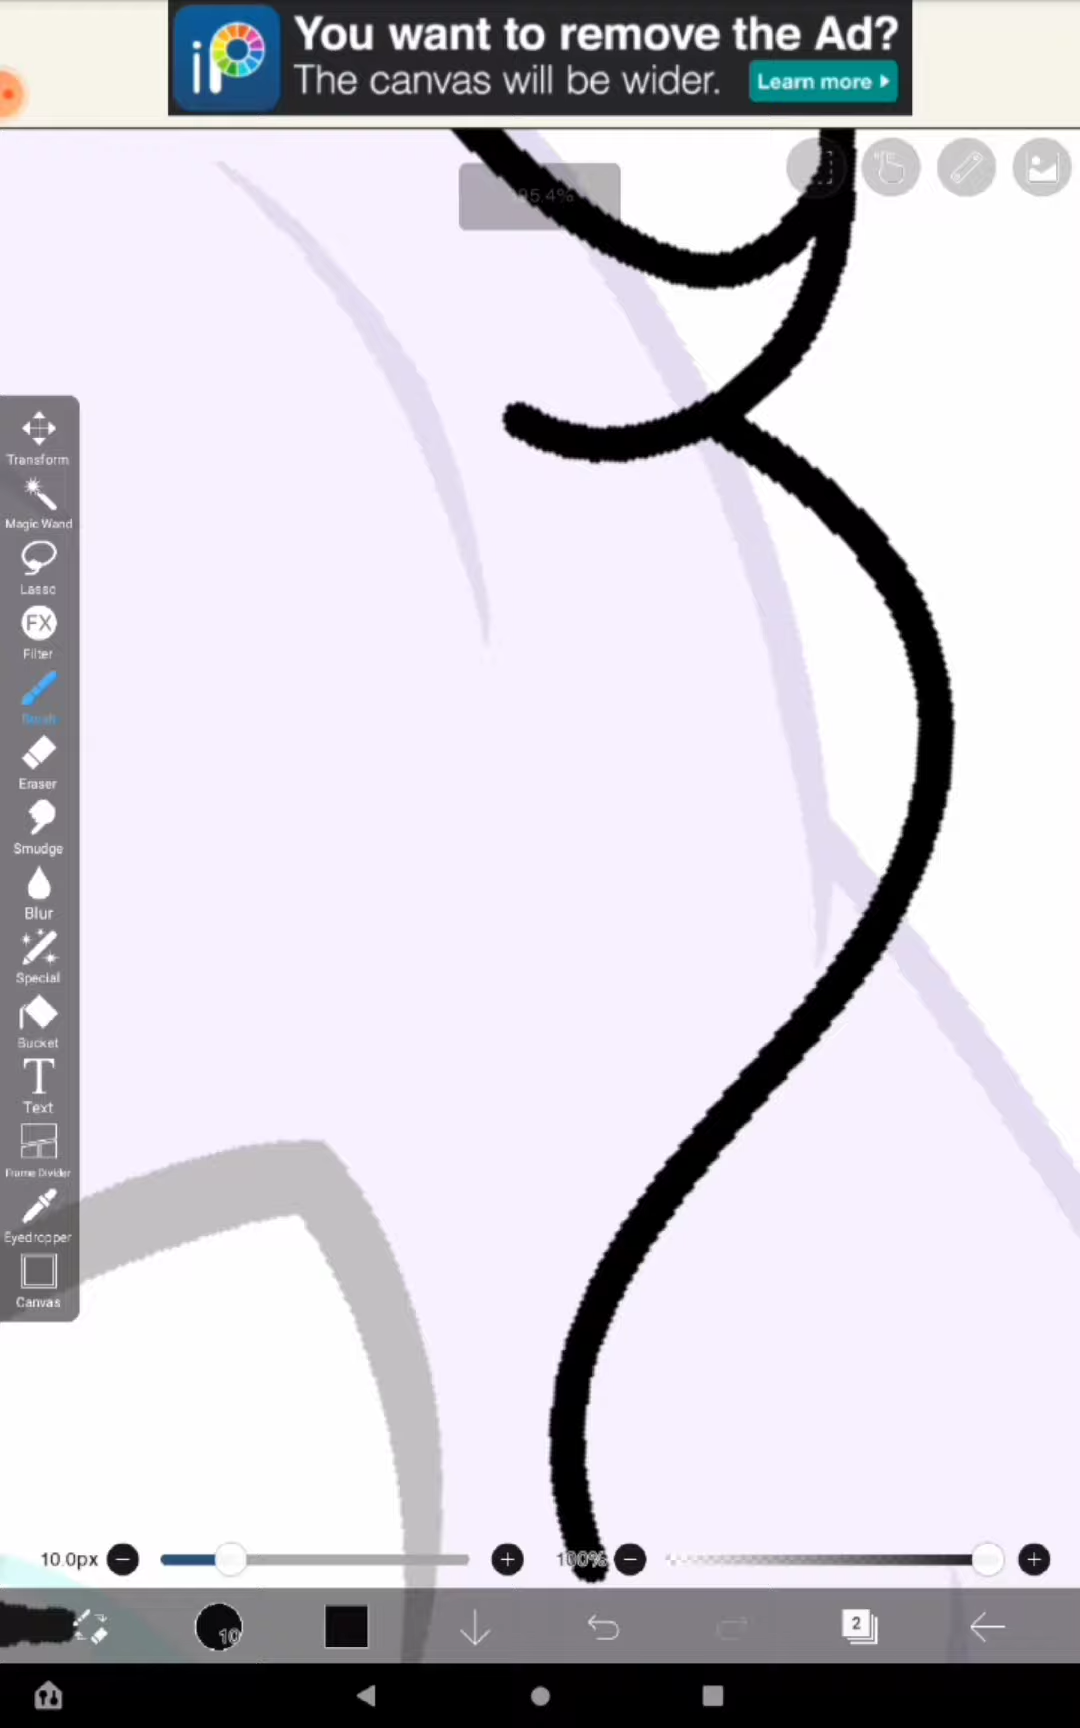 iP
You want to remove the Ad?
The canvas will be wider.
Learn more
Transform
Magic Wand
Lasso
FX
Filter
Brush
Eraser
Smudge
Blur
Special
Bucket
T
Text
Frame Divider
Eyedropper
Canvas
10.0px
100%
10
2